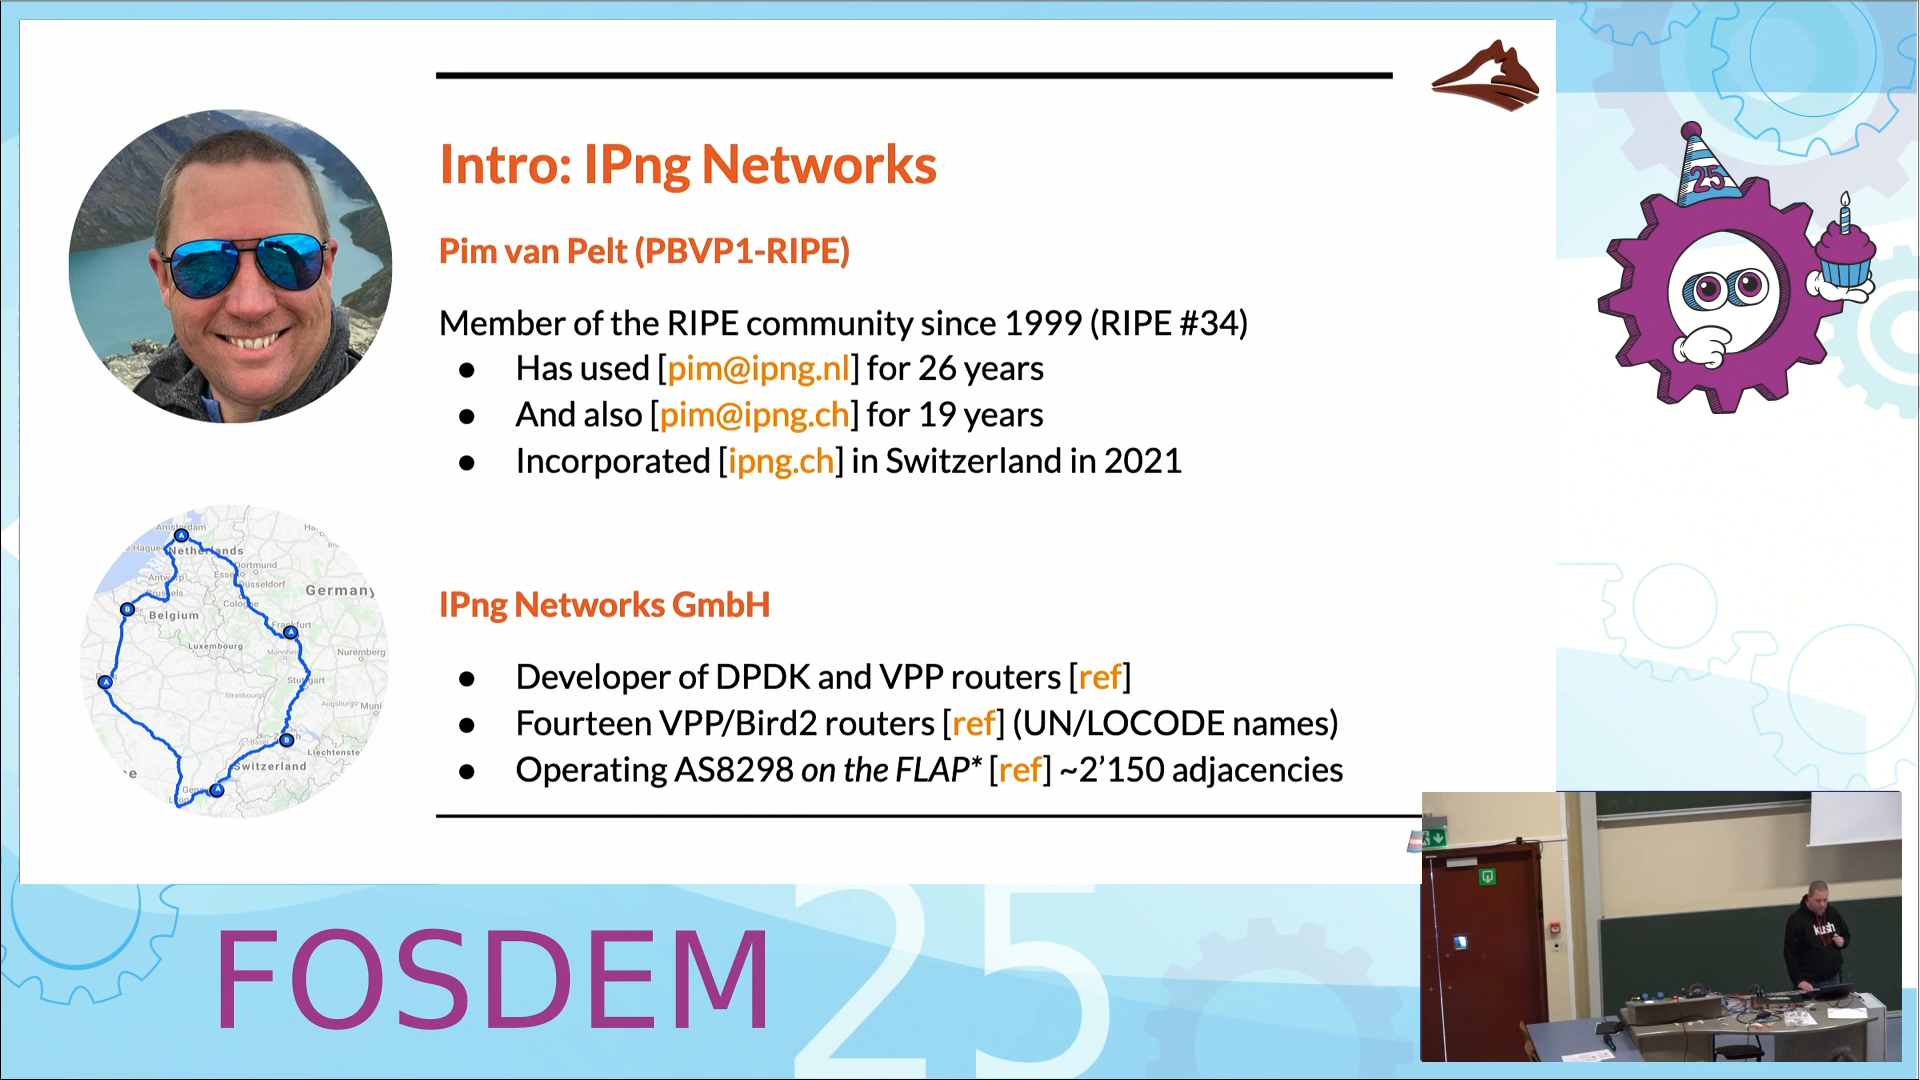 Intro: IPng Networks
Pim van Pelt (PBVP1-RIPE)
Member of the RIPE community since 1999 (RIPE #34)
● Has used [pim@ipng.nl] for 26 years
● And also [pim@ipng.ch] for 19 years
● Incorporated [ipng.ch] in Switzerland in 2021
IPng Networks GmbH
● Developer of DPDK and VPP routers [ref]
● Fourteen VPP/Bird2 routers [ref] (UN/LOCODE names)
● Operating AS8298 on the FLAP* [ref] ~2'150 adjacencies
Amsterdam
Netherlands
Dortmund
Düsseldorf
Belgium
Germany
Luxembourg
Nuremberg
Strasbourg
Switzerland
25
FOSDEM
25